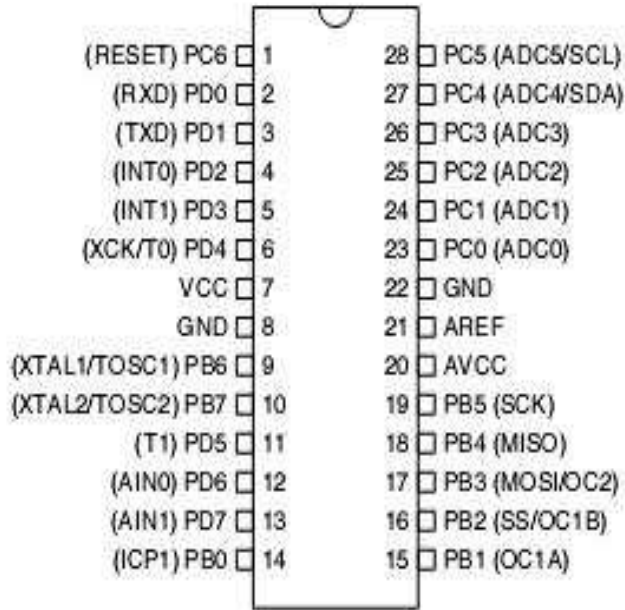 (RESET) PC6 1 28 PC5 (ADC5/SCL)
(RXD) PD0 2 27 PC4 (ADC4/SDA)
(TXD) PD1 3 26 PC3 (ADC3)
(INT0) PD2 4 25 PC2 (ADC2)
(INT1) PD3 5 24 PC1 (ADC1)
(XCK/T0) PD4 6 23 PC0 (ADC0)
VCC 7 22 GND
GND 8 21 AREF
(XTAL1/TOSC1) PB6 9 20 AVCC
(XTAL2/TOSC2) PB7 10 19 PB5 (SCK)
(T1) PD5 11 18 PB4 (MISO)
(AIN0) PD6 12 17 PB3 (MOSI/OC2)
(AIN1) PD7 13 16 PB2 (SS/OC1B)
(ICP1) PB0 14 15 PB1 (OC1A)